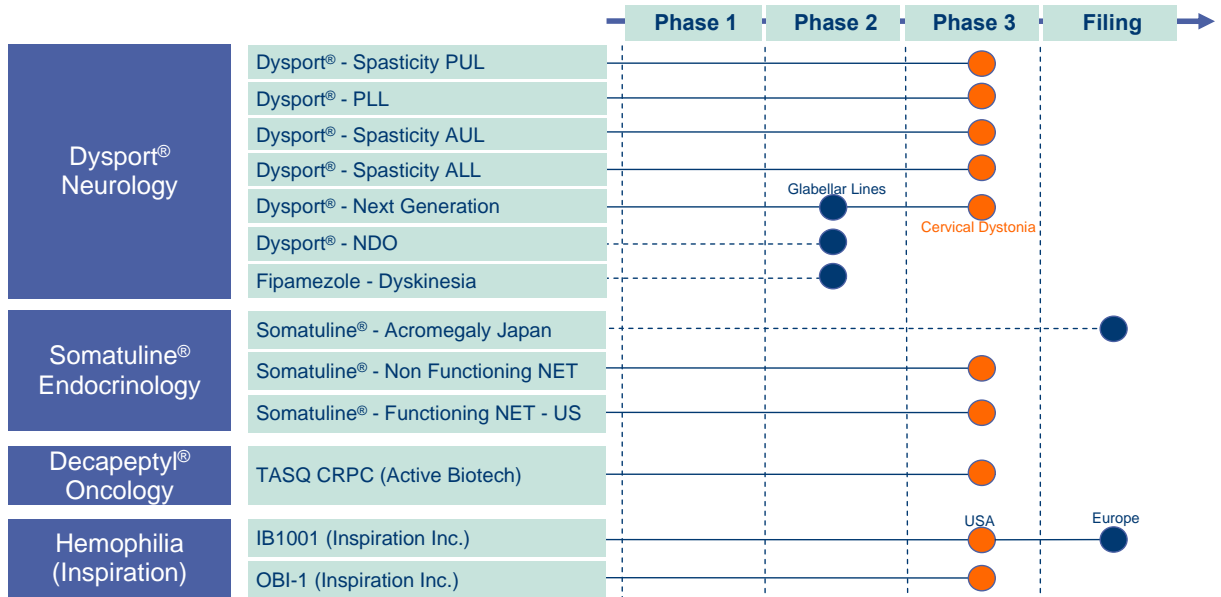 Phase 1 Phase 2 Phase 3 Filing
Dysport®
Neurology
Dysport® - Spasticity PUL
Dysport® - PLL
Dysport® - Spasticity AUL
Dysport® - Spasticity ALL
Glabellar Lines
Dysport® - Next Generation
Cervical Dystonia
Dysport® - NDO
Fipamezole - Dyskinesia
Somatuline®
Endocrinology
Somatuline® - Acromegaly Japan
Somatuline® - Non Functioning NET
Somatuline® - Functioning NET - US
Decapeptyl®
Oncology
TASQ CRPC (Active Biotech)
Hemophilia
(Inspiration)
USA Europe
IB1001 (Inspiration Inc.)
OBI-1 (Inspiration Inc.)